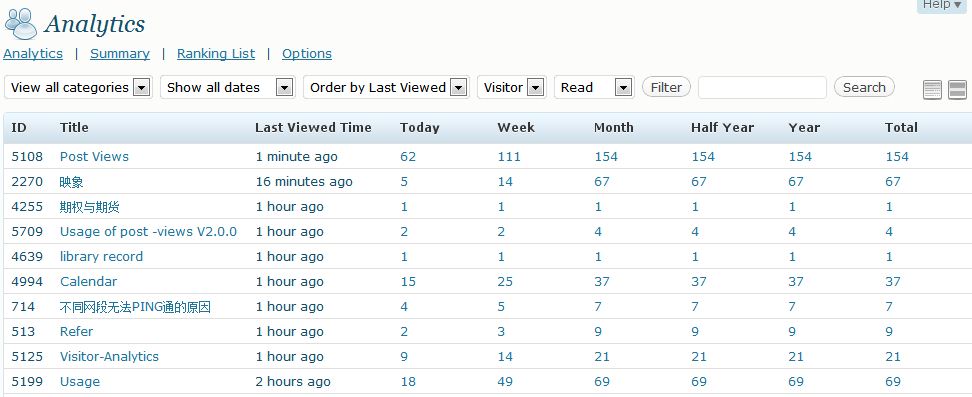 Help
Analytics
Analytics | Summary | Ranking List | Options
View all categories Show all dates Order by Last Viewed Visitor Read Filter Search
ID Title Last Viewed Time Today Week Month Half Year Year Total
5108 Post Views 1 minute ago 62 111 154 154 154 154
2270 映象 16 minutes ago 5 14 67 67 67 67
4255 期权与期货 1 hour ago 1 1 1 1 1 1
5709 Usage of post -views V2.0.0 1 hour ago 2 2 4 4 4 4
4639 library record 1 hour ago 1 1 1 1 1 1
4994 Calendar 1 hour ago 15 25 37 37 37 37
714 不同网段无法PING通的原因 1 hour ago 4 5 7 7 7 7
513 Refer 1 hour ago 2 3 9 9 9 9
5125 Visitor-Analytics 1 hour ago 9 14 21 21 21 21
5199 Usage 2 hours ago 18 49 69 69 69 69